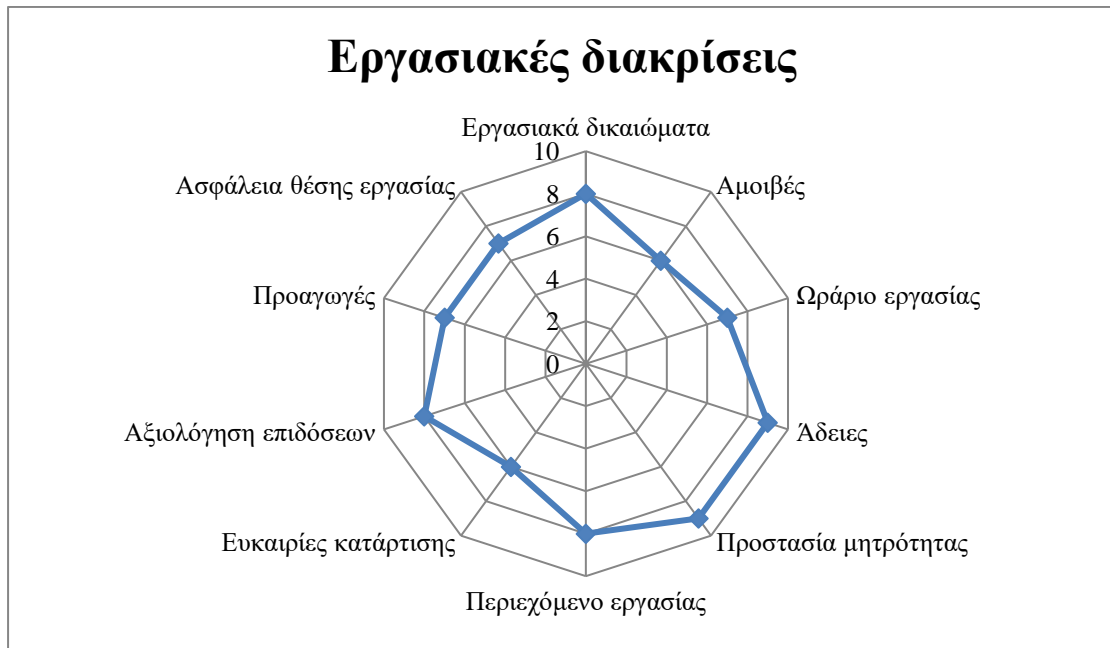 Εργασιακές διακρίσεις
Εργασιακά δικαιώματα
Αμοιβές
Ωράριο εργασίας
Άδειες
Προστασία μητρότητας
Περιεχόμενο εργασίας
Ευκαιρίες κατάρτισης
Αξιολόγηση επιδόσεων
Προαγωγές
Ασφάλεια θέσης εργασίας
10
8
6
4
2
0